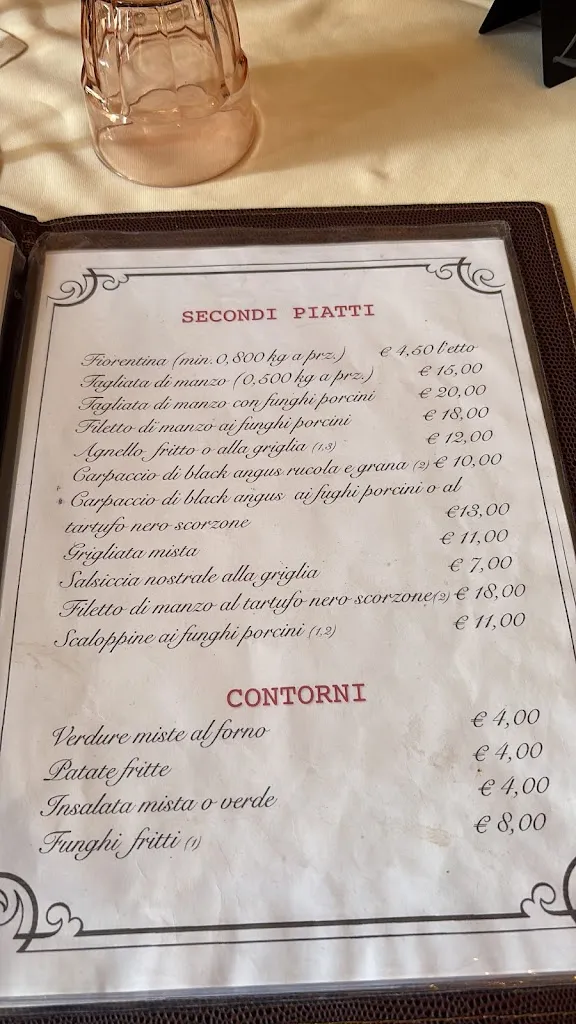 SECONDI PIATTI
Fiorentina (min. 0,800 kg a prz.) € 4,50 l'etto
Tagliata di manzo (0,500 kg a prz.) € 15,00
Tagliata di manzo con funghi porcini € 20,00
Filetto di manzo ai funghi porcini € 18,00
Agnello fritto o alla griglia (1,3) € 12,00
Carpaccio di black angus rucola e grana (2) € 10,00
Carpaccio di black angus ai fughi porcini o al
tartufo nero scorzone €13,00
Grigliata mista € 11,00
Salsiccia nostrale alla griglia € 7,00
Filetto di manzo al tartufo nero scorzone(2) € 18,00
Scaloppine ai funghi porcini (1,2) € 11,00
CONTORNI
Verdure miste al forno € 4,00
Patate fritte € 4,00
Insalata mista o verde € 4,00
Funghi fritti (1) € 8,00